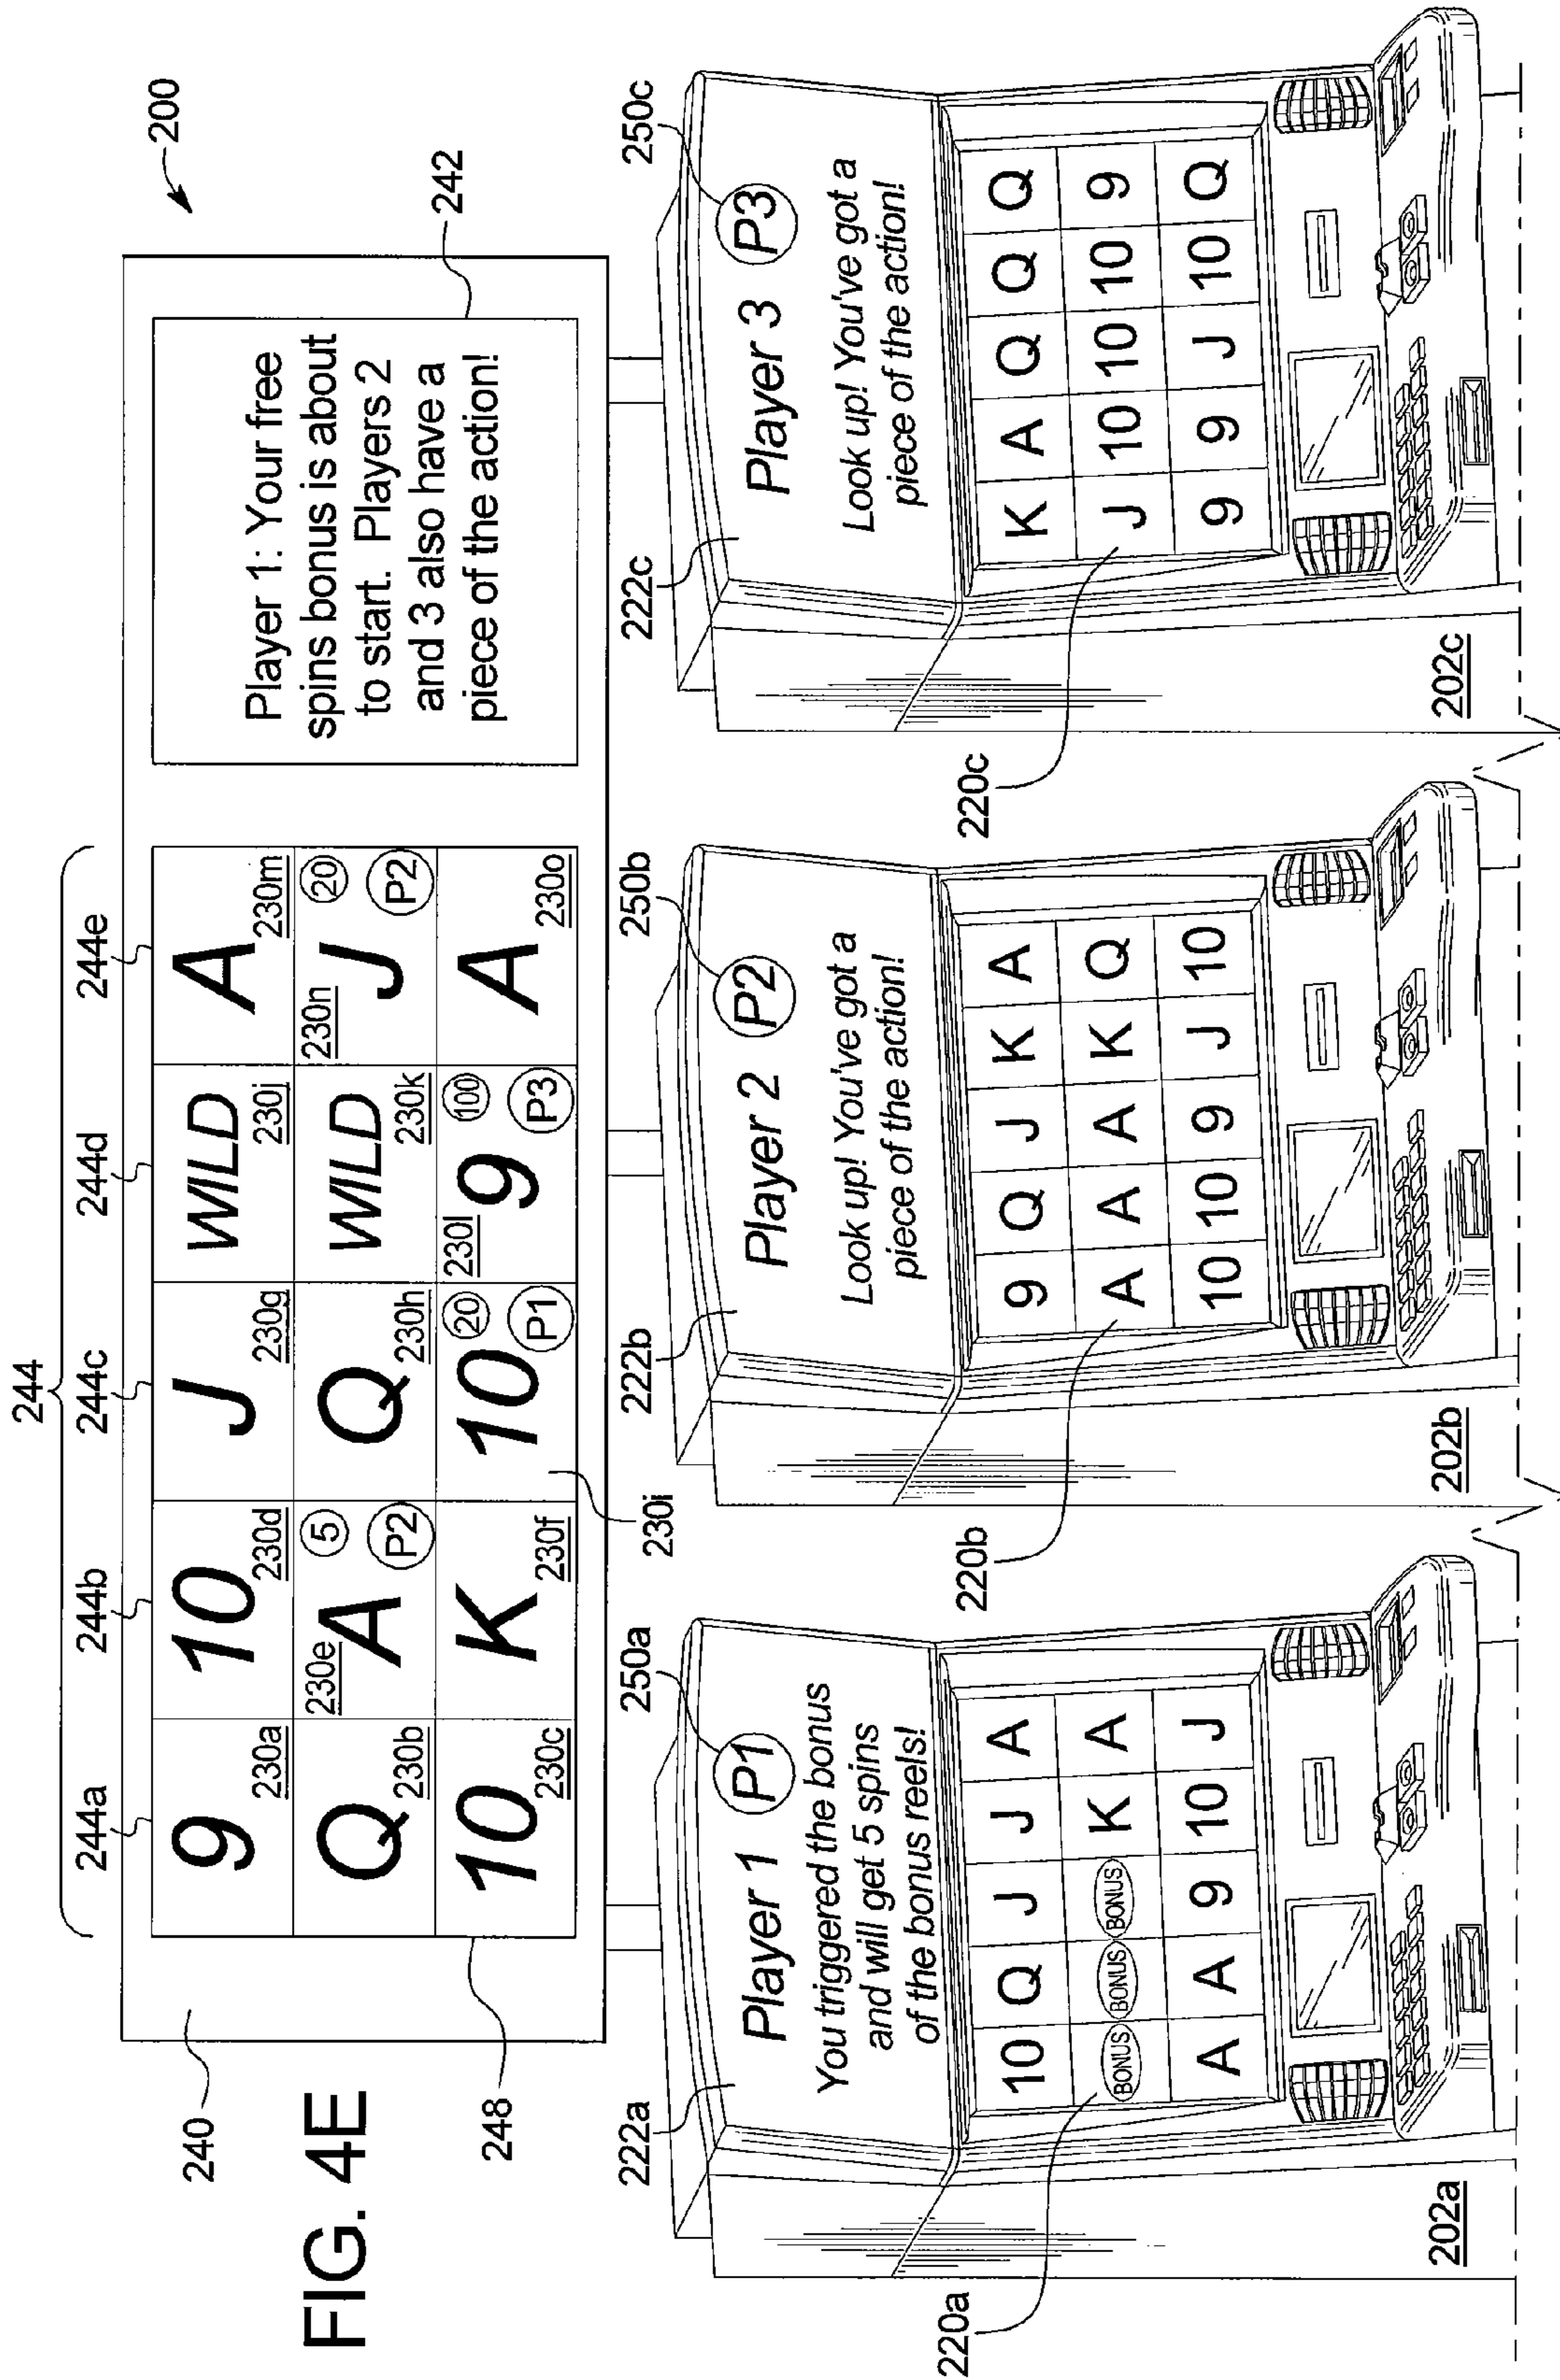 FIG. 4E
200
244
244a 244b 244c 244d 244e
240
9 230a 10 230d J 230g WILD 230j A 230m
Q 230b 230e A 5 P2 Q 230h WILD 230k 230n J 20 P2
10 230c K 230f 10 20 P1 230l 9 100 P3 A 230o
248
230i
242
Player 1: Your free
spins bonus is about
to start. Players 2
and 3 also have a
piece of the action!
222a
250a
Player 1 P1
You triggered the bonus
and will get 5 spins
of the bonus reels!
10 Q J J A
BONUS BONUS BONUS K A
A A 9 10 J
220a
202a
222b
250b
Player 2 P2
Look up! You've got a
piece of the action!
9 Q J K A
A A A K Q
10 10 9 J 10
220b
202b
222c
250c
Player 3 P3
Look up! You've got a
piece of the action!
K A Q Q Q
J 10 10 10 9
9 9 J 10 Q
220c
202c